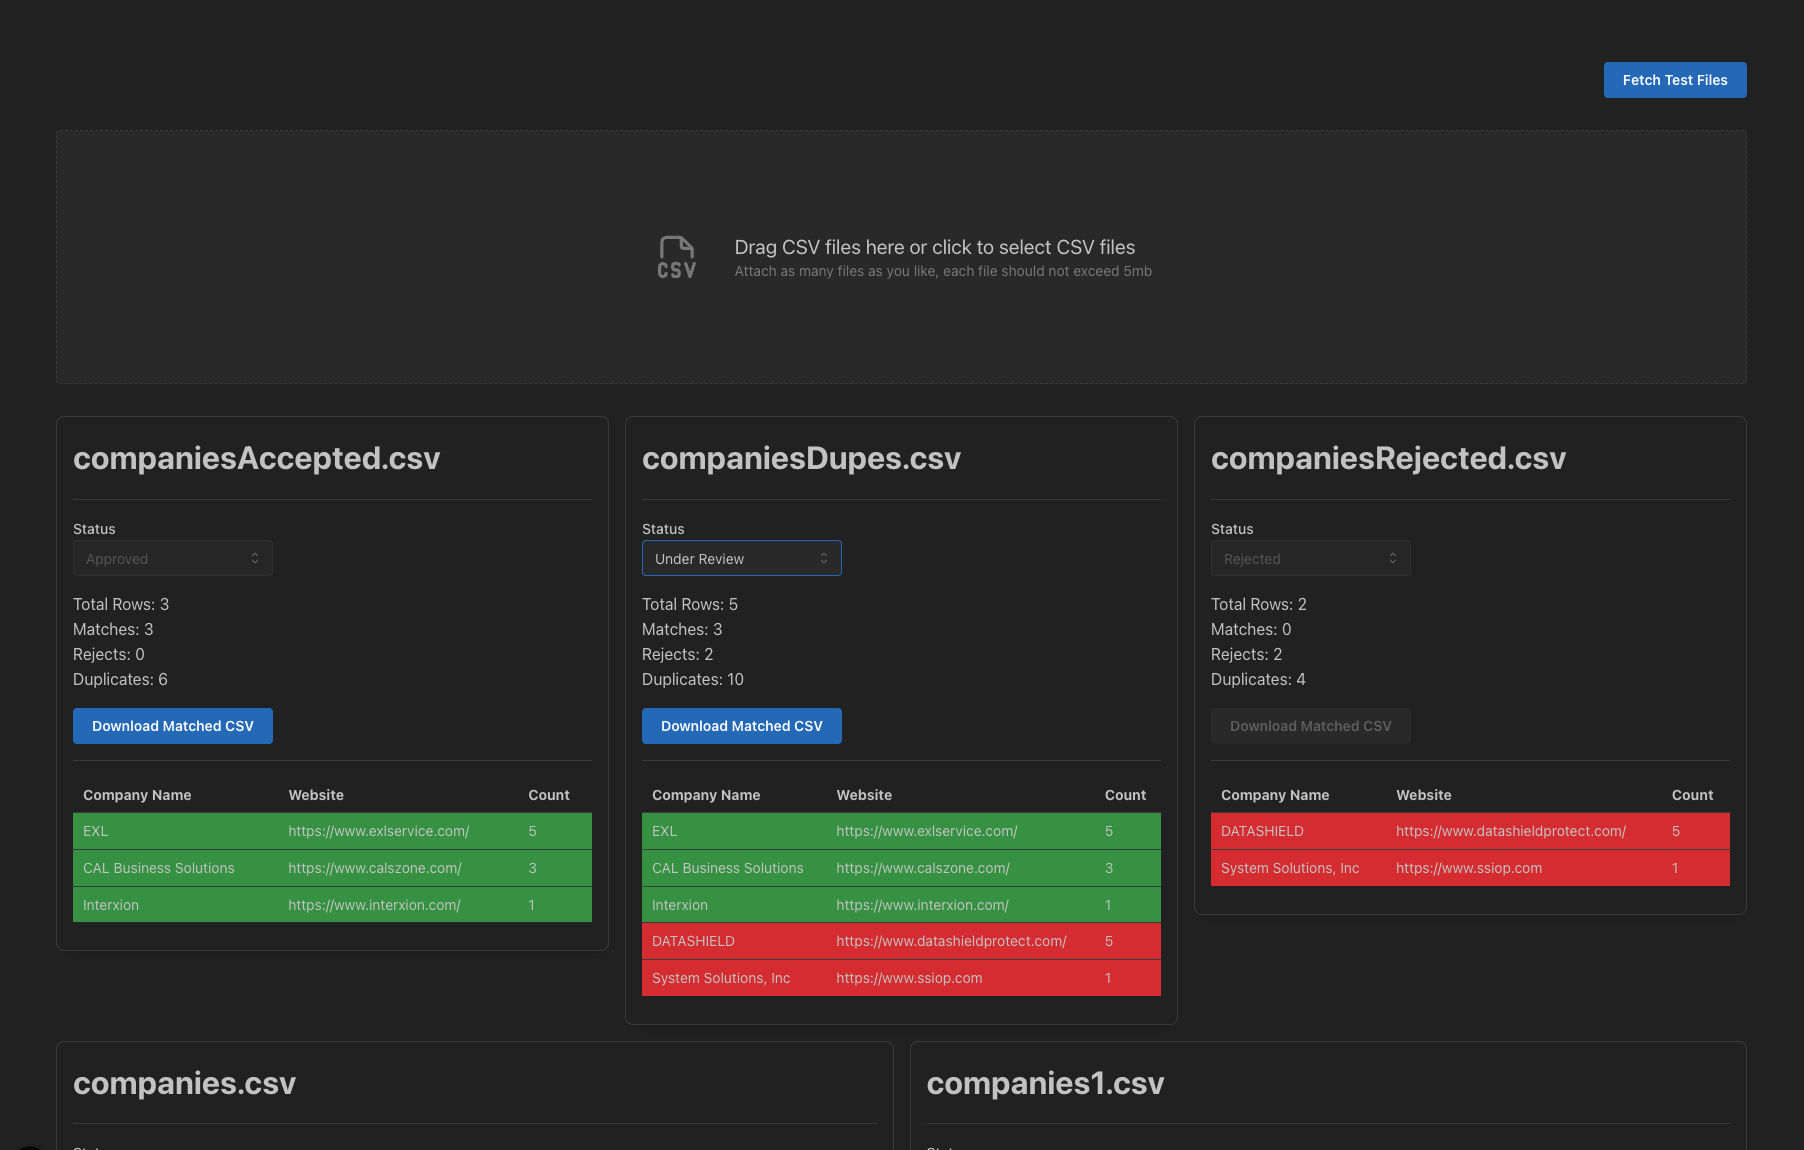 Fetch Test Files
CSV
Drag CSV files here or click to select CSV files
Attach as many files as you like, each file should not exceed 5mb
companiesAccepted.csv
Status
Approved
Total Rows: 3
Matches: 3
Rejects: 0
Duplicates: 6
Download Matched CSV
Company Name Website Count
EXL https://www.exlservice.com/ 5
CAL Business Solutions https://www.calszone.com/ 3
Interxion https://www.interxion.com/ 1
companiesDupes.csv
Status
Under Review
Total Rows: 5
Matches: 3
Rejects: 2
Duplicates: 10
Download Matched CSV
Company Name Website Count
EXL https://www.exlservice.com/ 5
CAL Business Solutions https://www.calszone.com/ 3
Interxion https://www.interxion.com/ 1
DATASHIELD https://www.datashieldprotect.com/ 5
System Solutions, Inc https://www.ssiop.com 1
companiesRejected.csv
Status
Rejected
Total Rows: 2
Matches: 0
Rejects: 2
Duplicates: 4
Download Matched CSV
Company Name Website Count
DATASHIELD https://www.datashieldprotect.com/ 5
System Solutions, Inc https://www.ssiop.com 1
companies.csv
companies1.csv